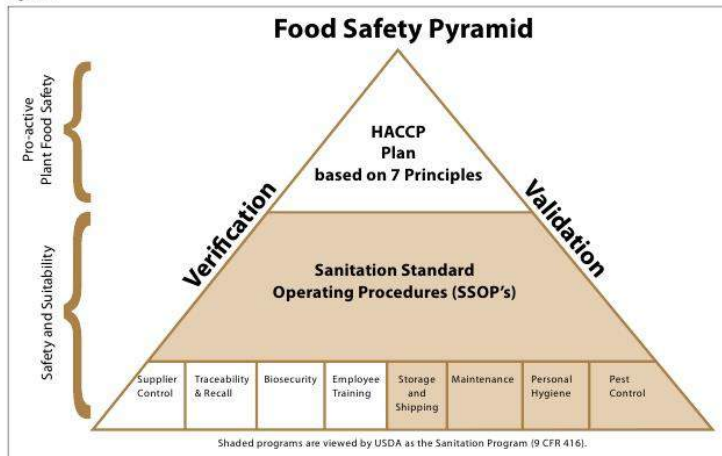 Food Safety Pyramid
Pro-active
Plant Food Safety
HACCP
Plan
based on 7 Principles
Verification
Validation
Safety and Suitability
Sanitation Standard
Operating Procedures (SSOP's)
Supplier
Control
Traceability
& Recall
Biosecurity
Employee
Training
Storage
and
Shipping
Maintenance
Personal
Hygiene
Pest
Control
Shaded programs are viewed by USDA as the Sanitation Program (9 CFR 416).